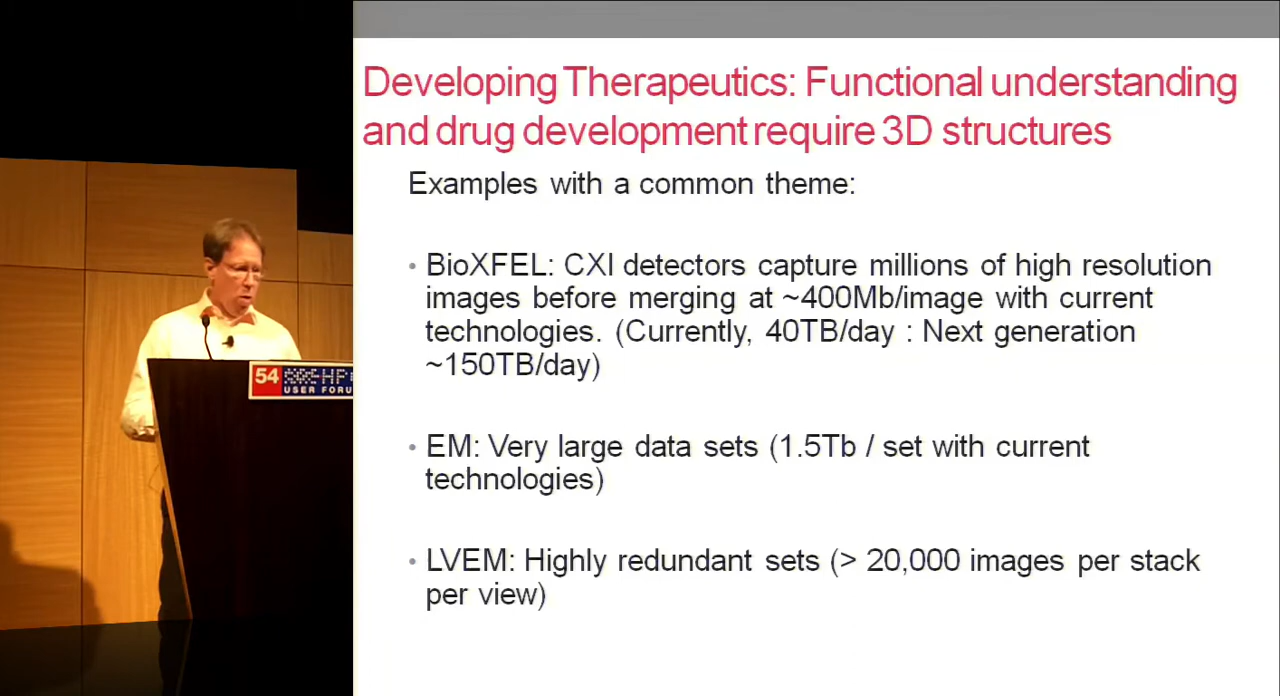 Developing Therapeutics: Functional understanding
and drug development require 3D structures
Examples with a common theme:
• BioXFEL: CXI detectors capture millions of high resolution
images before merging at ~400Mb/image with current
technologies. (Currently, 40TB/day : Next generation
~150TB/day)
• EM: Very large data sets (1.5Tb / set with current
technologies)
• LVEM: Highly redundant sets (> 20,000 images per stack
per view)
54
USER FORU